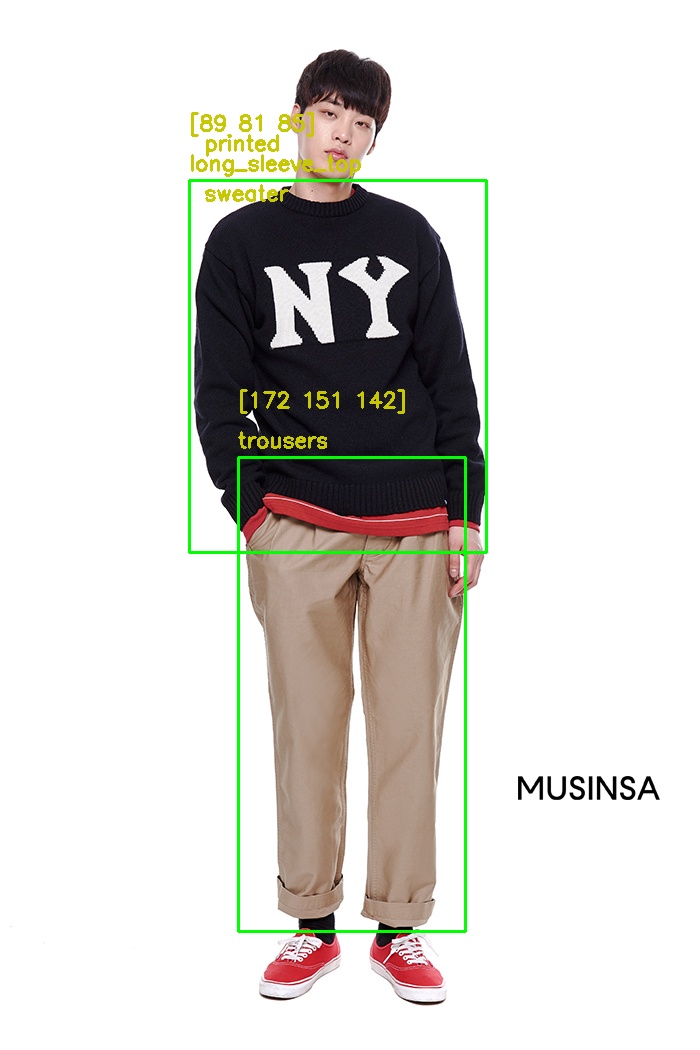 [89 81 85]
printed
long_sleeve_top
sweater
NY
[172 151 142]
trousers
MUSINSA